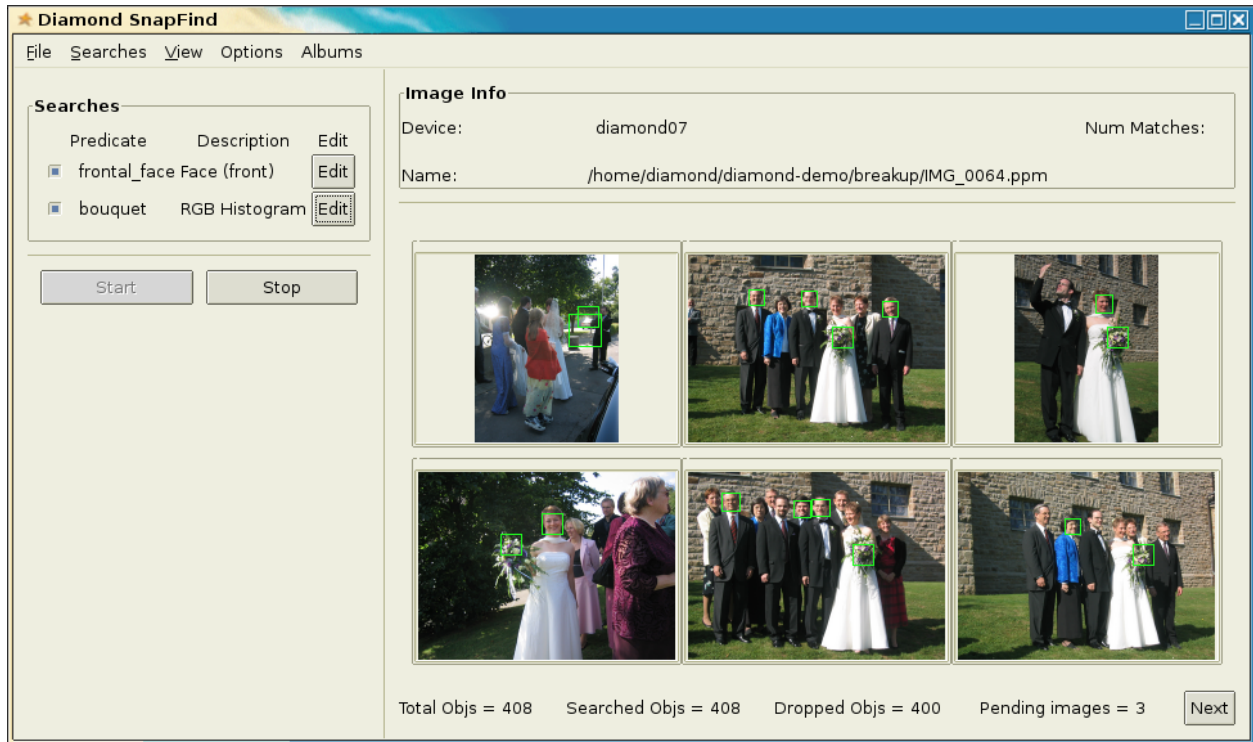 Diamond SnapFind
File Searches View Options Albums
Searches
Predicate Description Edit
frontal_face Face (front) Edit
bouquet RGB Histogram Edit
Start Stop
Image Info
Device: diamond07 Num Matches:
Name: /home/diamond/diamond-demo/breakup/IMG_0064.ppm
Total Objs = 408 Searched Objs = 408 Dropped Objs = 400 Pending images = 3 Next